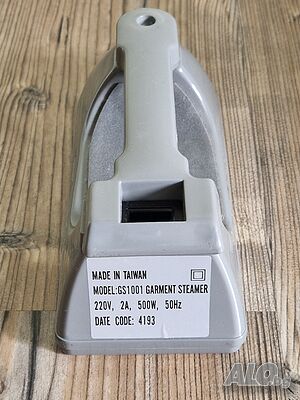 MADE IN TAIWAN
MODEL:GS1001 GARMENT STEAMER
220V, 2A, 500W, 50Hz
DATE CODE: 4193
ALO.bg